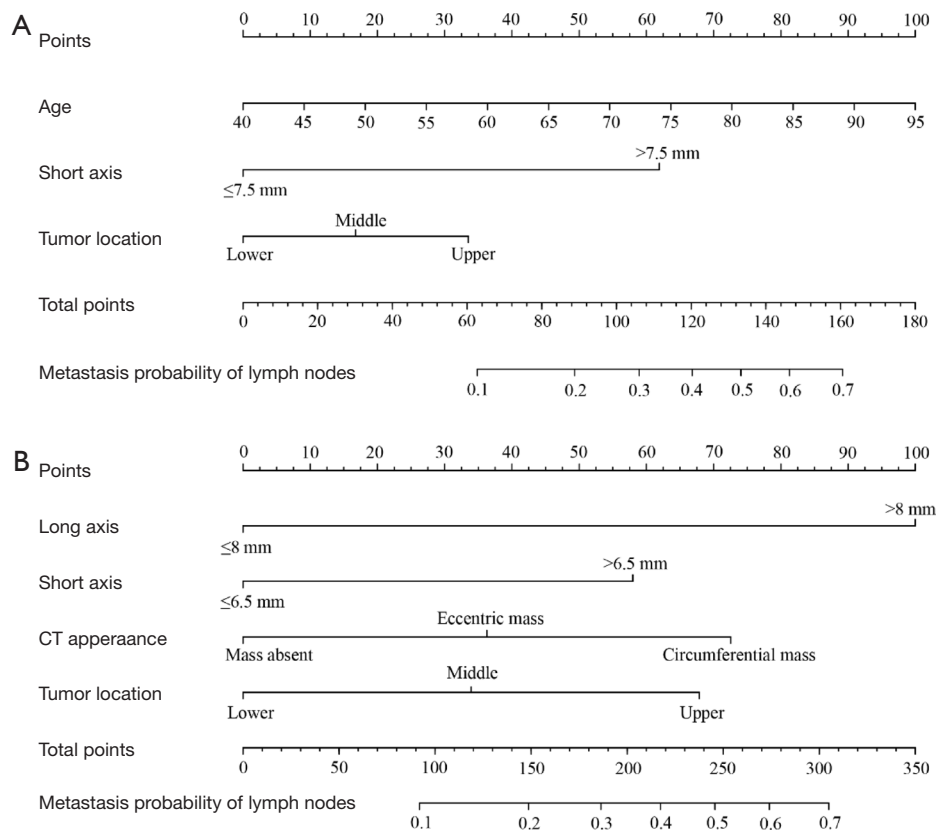 A
0 10 20 30 40 50 60 70 80 90 100
Points
Age
40 45 50 55 60 65 70 75 80 85 90 95
>7.5 mm
Short axis
≤7.5 mm
Middle
Tumor location
Lower Upper
Total points
0 20 40 60 80 100 120 140 160 180
Metastasis probability of lymph nodes
0.1 0.2 0.3 0.4 0.5 0.6 0.7
B
0 10 20 30 40 50 60 70 80 90 100
Points
>8 mm
Long axis
≤8 mm
>6.5 mm
Short axis
≤6.5 mm
Eccentric mass
CT apperaance
Mass absent Circumferential mass
Middle
Tumor location
Lower Upper
Total points
0 50 100 150 200 250 300 350
Metastasis probability of lymph nodes
0.1 0.2 0.3 0.4 0.5 0.6 0.7